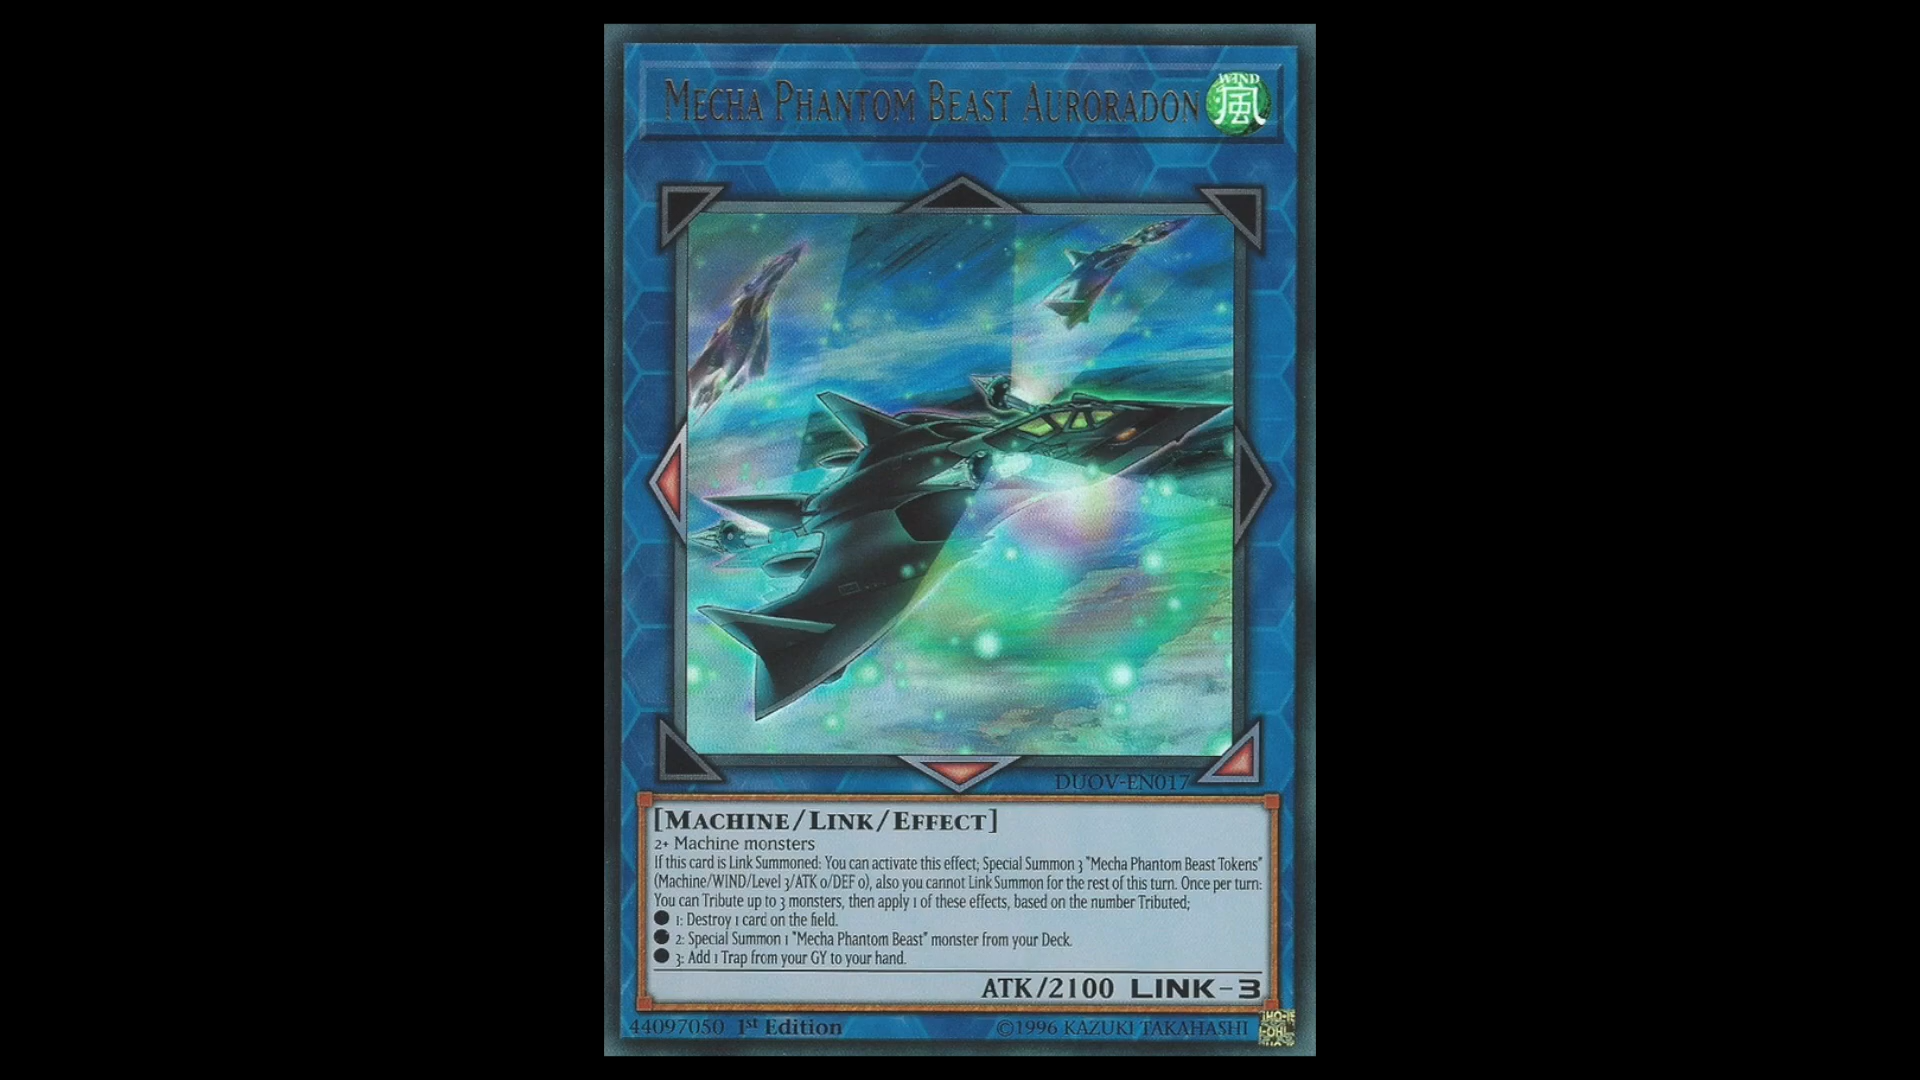 MECHA PHANTOM BEAST AURORADON
WIND
風
DUOV-EN017
[MACHINE/LINK/EFFECT]
2+ Machine monsters
If this card is Link Summoned: You can activate this effect; Special Summon 3 "Mecha Phantom Beast Tokens"
(Machine/WIND/Level 3/ATK 0/DEF 0), also you cannot Link Summon for the rest of this turn. Once per turn:
You can Tribute up to 3 monsters, then apply 1 of these effects, based on the number Tributed;
● 1: Destroy 1 card on the field.
● 2: Special Summon 1 "Mecha Phantom Beast" monster from your Deck.
● 3: Add 1 Trap from your GY to your hand.
ATK/2100 LINK-3
44097050 1st Edition
©1996 KAZUKI TAKAHASHI